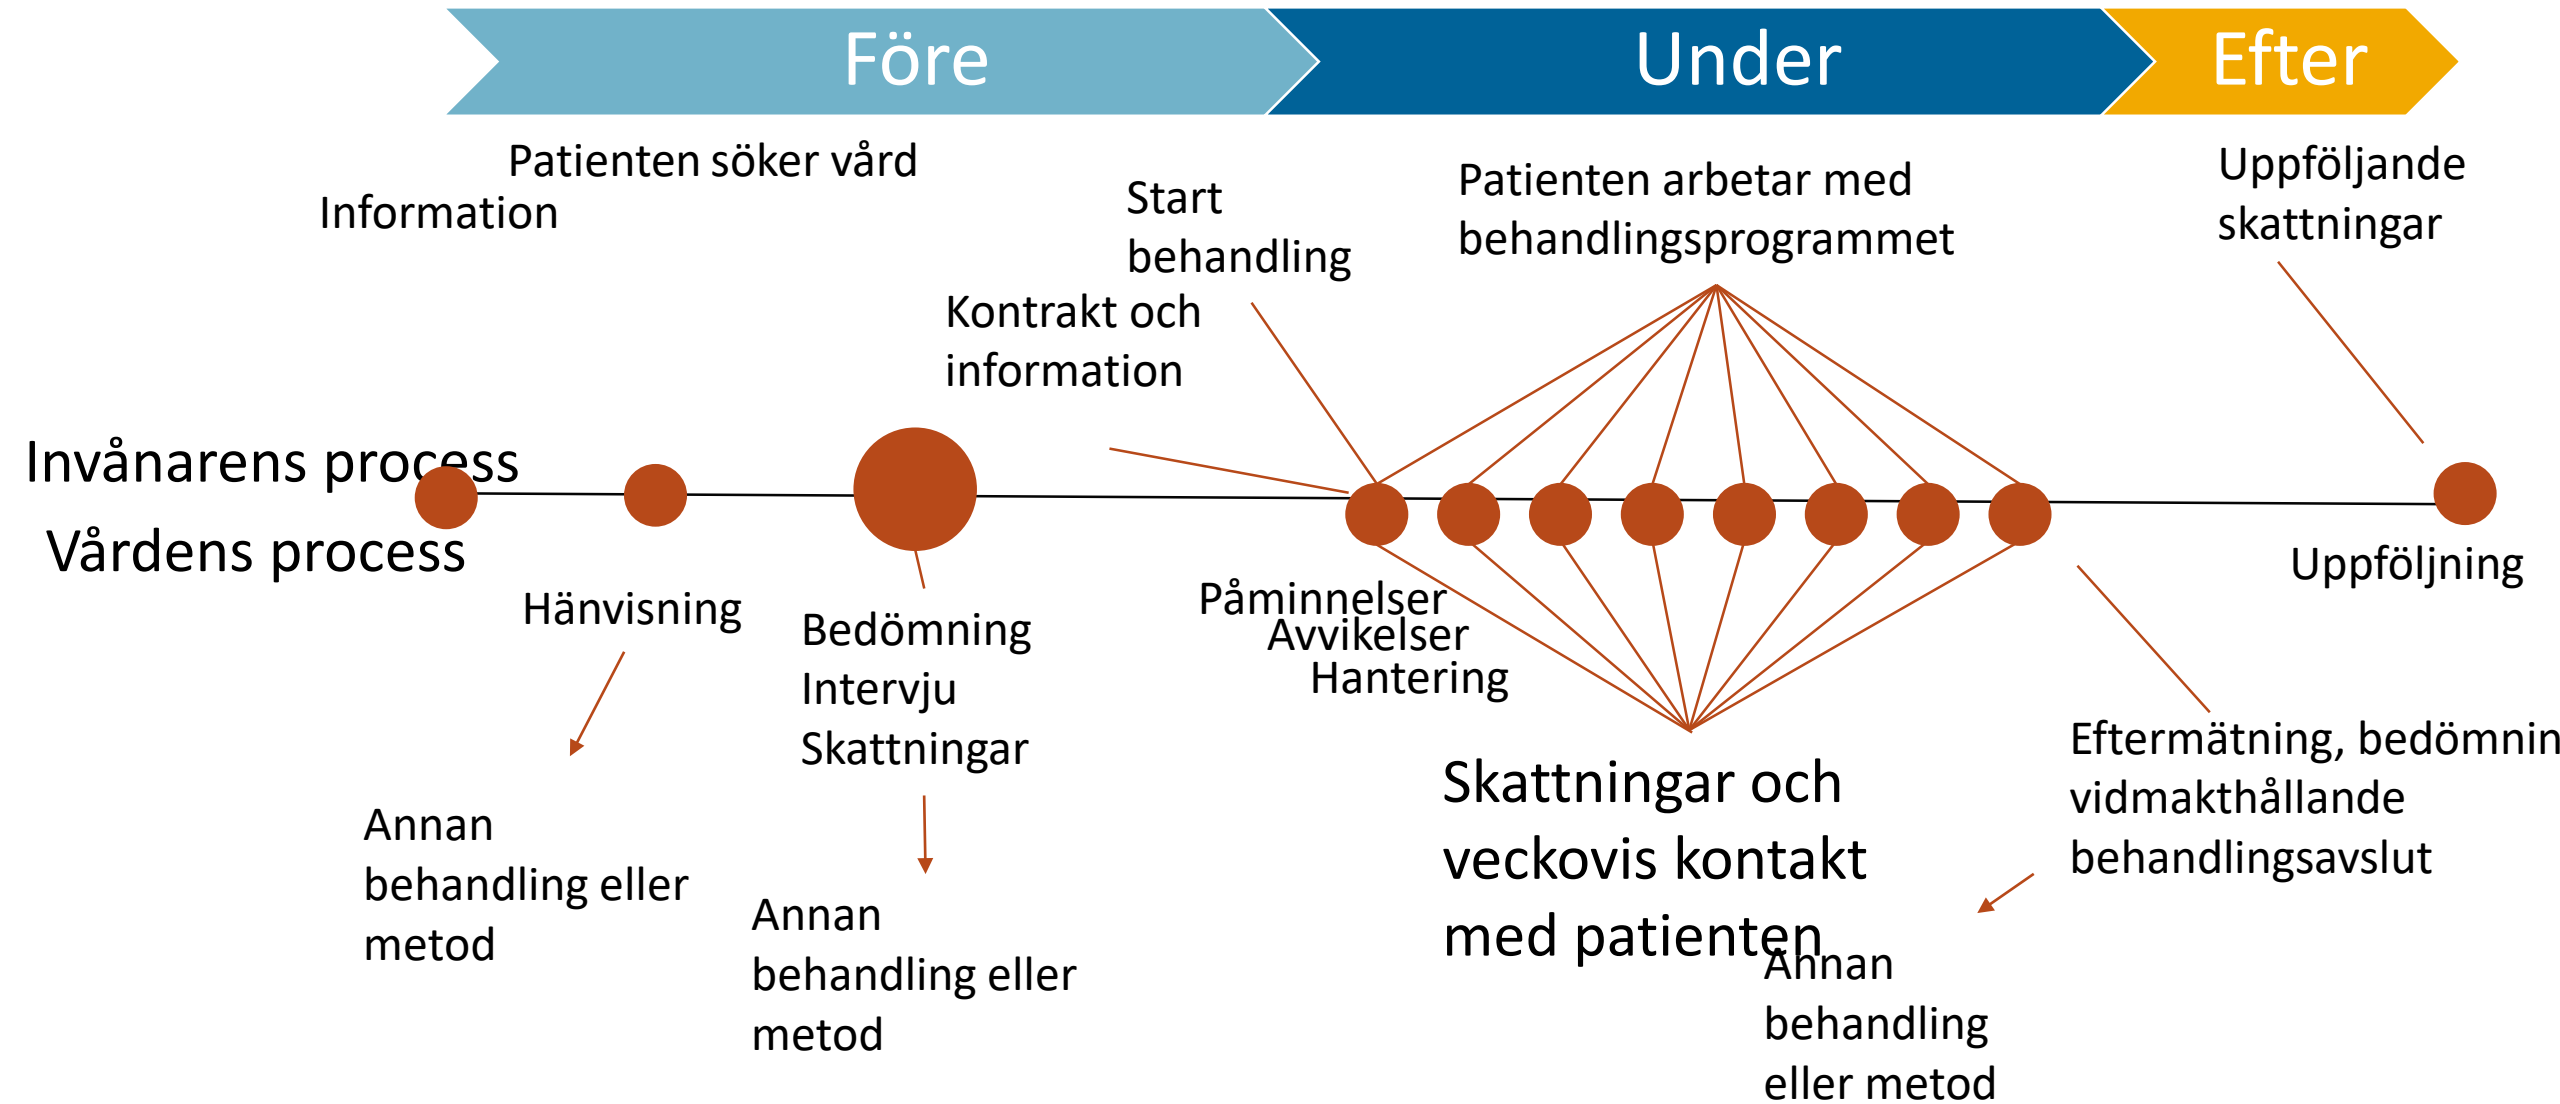 Före
Under
Efter
Patienten söker vård
Information
Start
behandling
Kontrakt och
information
Patienten arbetar med
behandlingsprogrammet
Uppföljande
skattningar
Invånarens process
Vårdens process
Hänvisning
Annan
behandling eller
metod
Bedömning
Intervju
Skattningar
Annan
behandling eller
metod
Påminnelser
Avvikelser
Hantering
Skattningar och
veckovis kontakt
med patienten
Annan
behandling
eller metod
Uppföljning
Eftermätning, bedömnin
vidmakthållande
behandlingsavslut